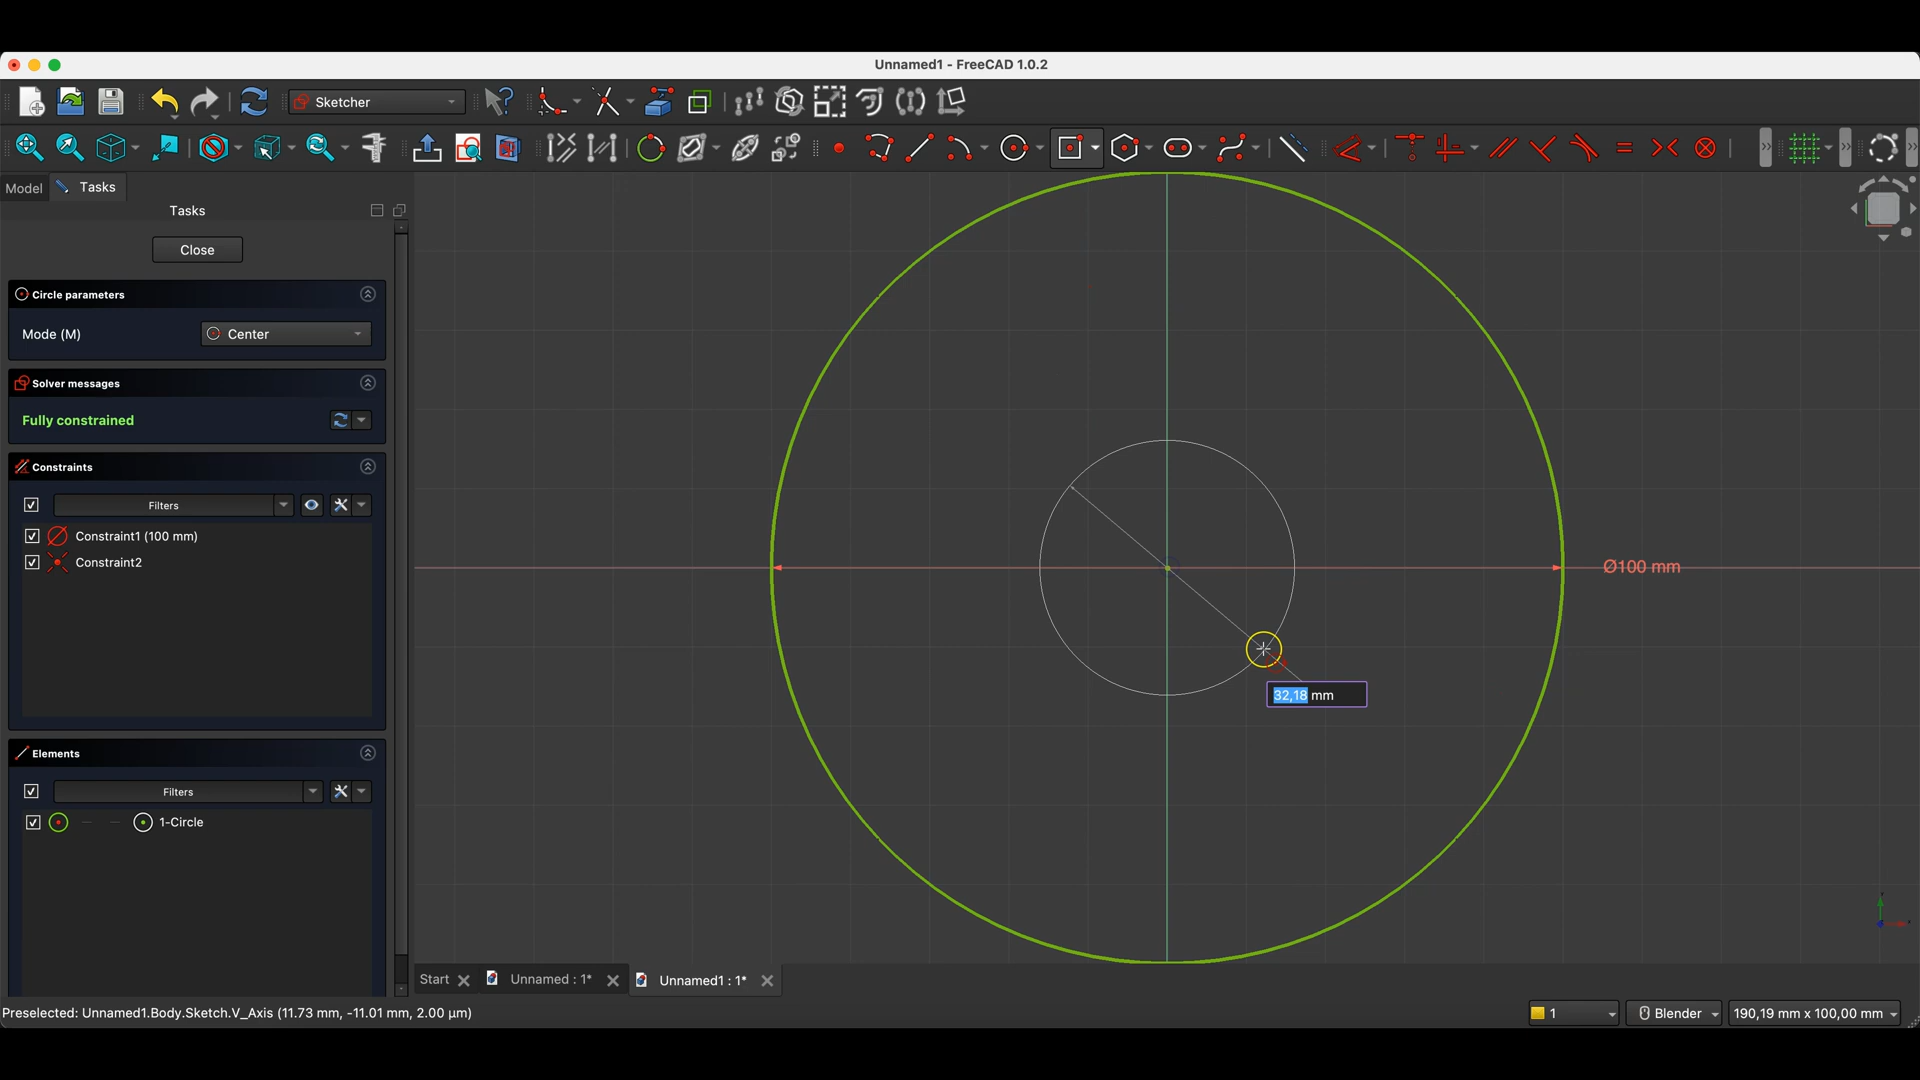 Unnamed1 - FreeCAD 1.0.2
Sketcher
Model
Tasks
Tasks
Close
Circle parameters
Mode (M)
Center
Solver messages
Fully constrained
Constraints
Filters
Constraint1 (100 mm)
Constraint2
Ø100 mm
32,18 mm
Elements
Filters
1-Circle
Start
Unnamed : 1*
Unnamed1 : 1*
Preselected: Unnamed1.Body.Sketch.V_Axis (11.73 mm, -11.01 mm, 2.00 µm)
1
Blender
190,19 mm x 100,00 mm